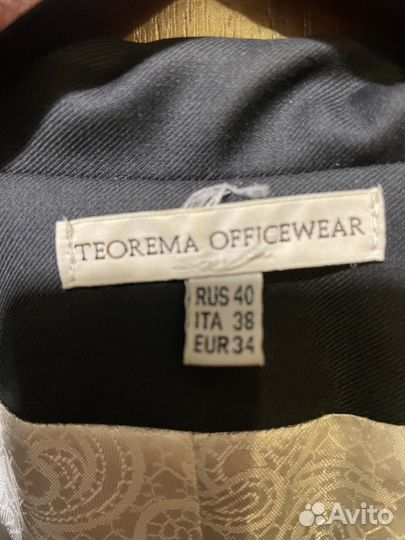 TEOREMA OFFICEWEAR
RUS 40
ITA 38
EUR 34
Avito